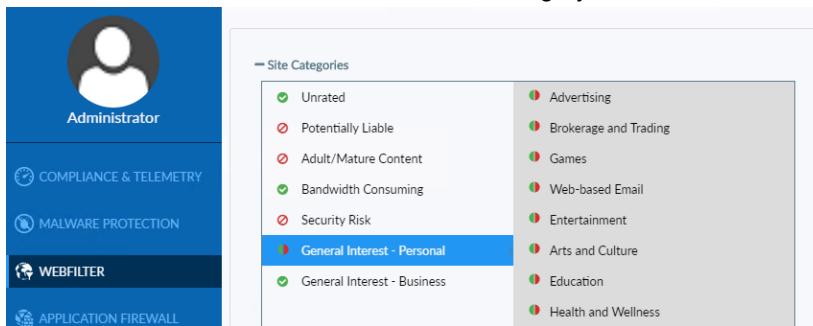 Administrator
COMPLIANCE & TELEMETRY
MALWARE PROTECTION
WEBFILTER
APPLICATION FIREWALL
Site Categories
Unrated
Potentially Liable
Adult/Mature Content
Bandwidth Consuming
Security Risk
General Interest - Personal
General Interest - Business
Advertising
Brokerage and Trading
Games
Web-based Email
Entertainment
Arts and Culture
Education
Health and Wellness